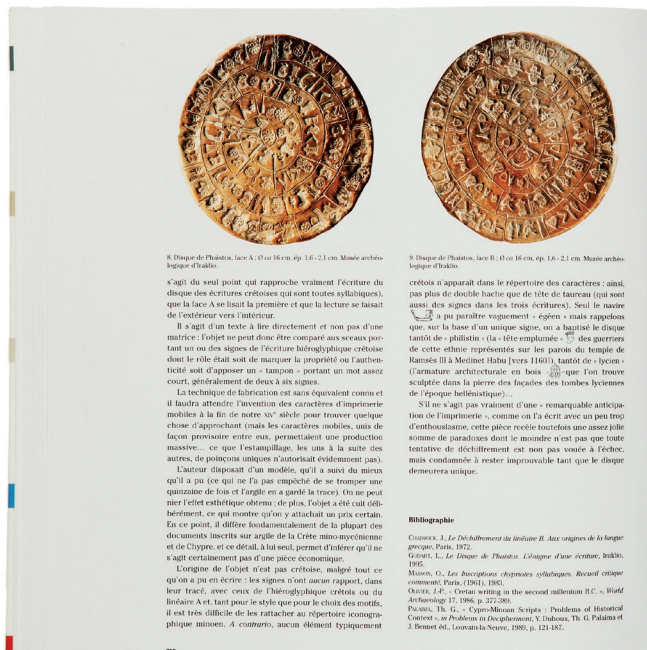 8. Disque de Phaistos, face A ; Ø ca 16 cm, ép. 1,6 - 2,1 cm. Musée archéo-
logique d'Iraklio.
s'agit du seul point qui rapproche vraiment l'écriture du
disque des écritures crétoises qui sont toutes syllabiques),
que la face A se lisait la première et que la lecture se faisait
de l'extérieur vers l'intérieur.
Il s'agit d'un texte à lire directement et non pas d'une
matrice : l'objet ne peut donc être comparé aux sceaux por-
tant un ou des signes de l'écriture hiéroglyphique crétoise
dont le rôle était soit de marquer la propriété ou l'authen-
ticité soit d'apposer un « tampon » portant un mot assez
court, généralement de deux à six signes.
La technique de fabrication est sans équivalent connu et
il faudra attendre l'invention des caractères d'imprimerie
mobiles à la fin de notre XIVe siècle pour trouver quelque
chose d'approchant (mais les caractères mobiles, unis de
façon provisoire entre eux, permettaient une production
massive... ce que l'estampillage, les uns à la suite des
autres, de poinçons uniques n'autorisait évidemment pas).
L'auteur disposait d'un modèle, qu'il a suivi du mieux
qu'il a pu (ce qui ne l'a pas empêché de se tromper une
quinzaine de fois et l'argile en a gardé la trace). On ne peut
nier l'effet esthétique obtenu ; de plus, l'objet a été cuit déli-
bérément, ce qui montre qu'on y attachait un prix certain.
En ce point, il diffère fondamentalement de la plupart des
documents inscrits sur argile de la Crète mino-mycénienne
et de Chypre, et ce détail, à lui seul, permet d'inférer qu'il ne
s'agit certainement pas d'une pièce économique.
L'origine de l'objet n'est pas crétoise, malgré tout ce
qu'on a pu en écrire : les signes n'ont aucun rapport, dans
leur tracé, avec ceux de l'hiéroglyphique crétois ou du
linéaire A et, tant pour le style que pour le choix des motifs,
il est très difficile de les rattacher au répertoire iconogra-
phique minoen. A contrario, aucun élément typiquement
9. Disque de Phaistos, face B ; Ø ca 16 cm, ép. 1,6 - 2,1 cm. Musée archéo-
logique d'Iraklio.
crétois n'apparaît dans le répertoire des caractères : ainsi,
pas plus de double hache que de tête de taureau (qui sont
aussi des signes dans les trois écritures). Seul le navire
a pu paraître vaguement « égéen » mais rappelons
que, sur la base d'un unique signe, on a baptisé le disque
tantôt de « philistin » (la « tête emplumée » des guerriers
de cette ethnie représentés sur les parois du temple de
Ramsès III à Medinet Habu [vers 1160!]), tantôt de « lycien »
(l'armature architecturale en bois que l'on trouve
sculptée dans la pierre des façades des tombes lyciennes
de l'époque hellénistique)...
S'il ne s'agit pas vraiment d'une « remarquable anticipa-
tion de l'imprimerie », comme on l'a écrit avec un peu trop
d'enthousiasme, cette pièce recèle toutefois une assez jolie
somme de paradoxes dont le moindre n'est pas que toute
tentative de déchiffrement est non pas vouée à l'échec,
mais condamnée à rester improuvable tant que le disque
demeurera unique.
Bibliographie
CHADWICK, J., Le Déchiffrement du linéaire B. Aux origines de la langue
grecque, Paris, 1972.
GODART, L., Le Disque de Phaistos. L'énigme d'une écriture, Iraklio,
1995.
MASSON, O., Les Inscriptions chypriotes syllabiques. Recueil critique
commenté, Paris, (1961), 1983.
OLIVIER, J.-P., « Cretan writing in the second millenium B.C. », World
Archaeology 17, 1986, p. 377-389.
PALAIMA, Th. G., « Cypro-Minoan Scripts : Problems of Historical
Context », in Problems in Decipherment, Y. Duhoux, Th. G. Palaima et
J. Bennet éd., Louvain-la-Neuve, 1989, p. 121-187.